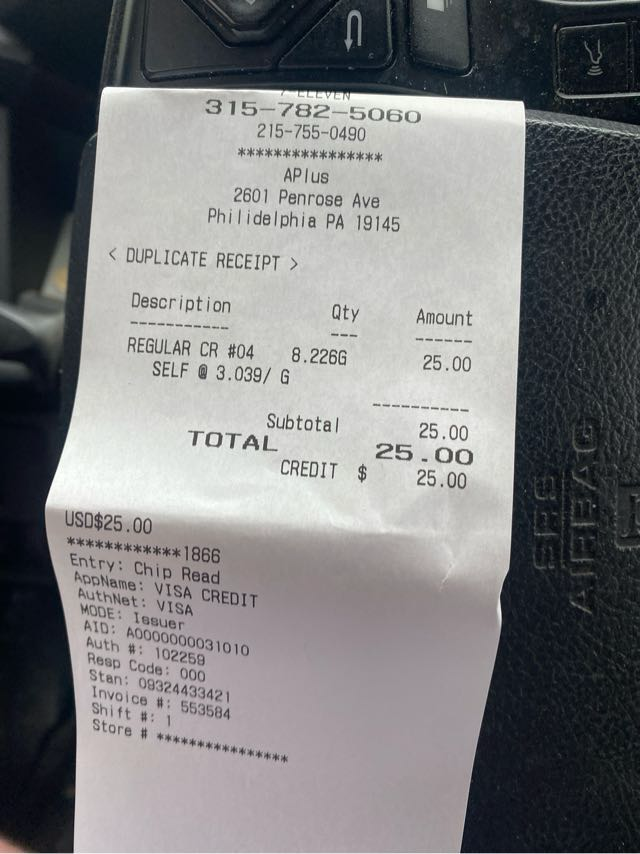 7-ELEVEN
315-782-5060
215-755-0490
****************
APlus
2601 Penrose Ave
Philidelphia PA 19145
< DUPLICATE RECEIPT >
Description Qty Amount
----------- --- ------
REGULAR CR #04 8.226G 25.00
SELF @ 3.039/ G
----------
Subtotal 25.00
TOTAL 25.00
CREDIT $ 25.00
USD$25.00
************1866
Entry: Chip Read
AppName: VISA CREDIT
AuthNet: VISA
MODE: Issuer
AID: A0000000031010
Auth #: 102259
Resp Code: 000
Stan: 09324433421
Invoice #: 553584
Shift #: 1
Store # ****************
SRS
AIRBAG